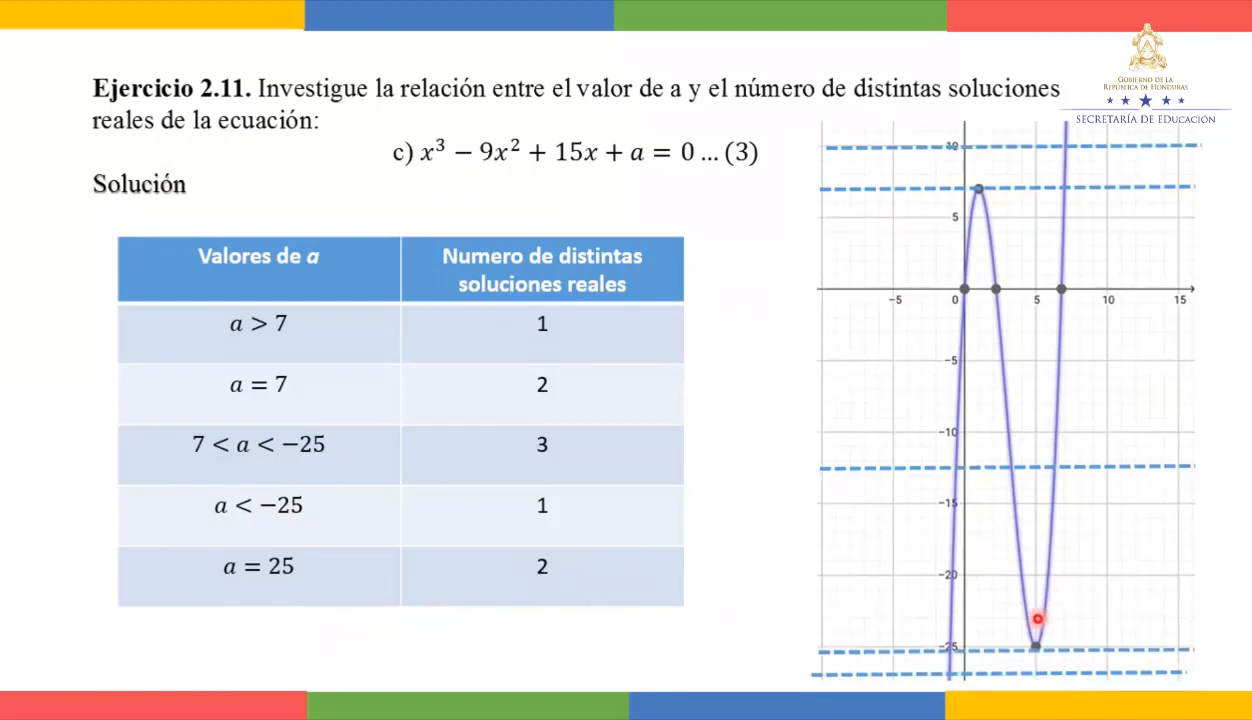 GOBIERNO DE LA
REPÚBLICA DE HONDURAS
SECRETARÍA DE EDUCACIÓN
Ejercicio 2.11. Investigue la relación entre el valor de a y el número de distintas soluciones
reales de la ecuación:
c) x³ − 9x² + 15x + a = 0 ... (3)
Solución
Valores de a Numero de distintas
soluciones reales
a > 7 1
a = 7 2
7 < a < −25 3
a < −25 1
a = 25 2
10
5
−5 0 5 10 15
−5
−10
−15
−20
−25